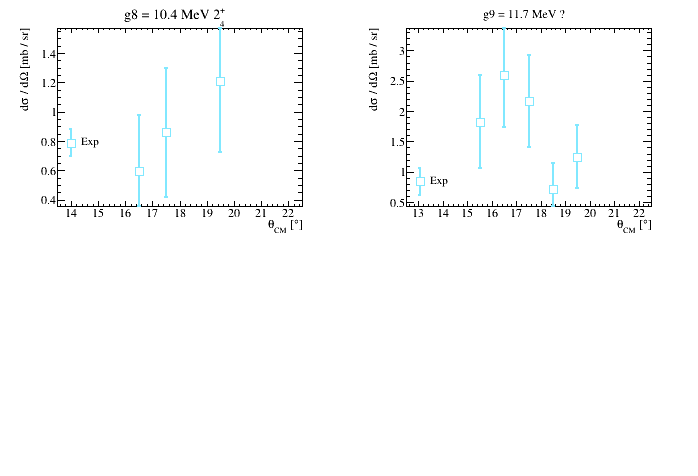 g8 = 10.4 MeV 2⁺₄
dσ / dΩ [mb / sr]
1.4
1.2
1
0.8
0.6
0.4
Exp
14 15 16 17 18 19 20 21 22
θCM [°]
g9 = 11.7 MeV ?
dσ / dΩ [mb / sr]
3
2.5
2
1.5
1
0.5
Exp
13 14 15 16 17 18 19 20 21 22
θCM [°]